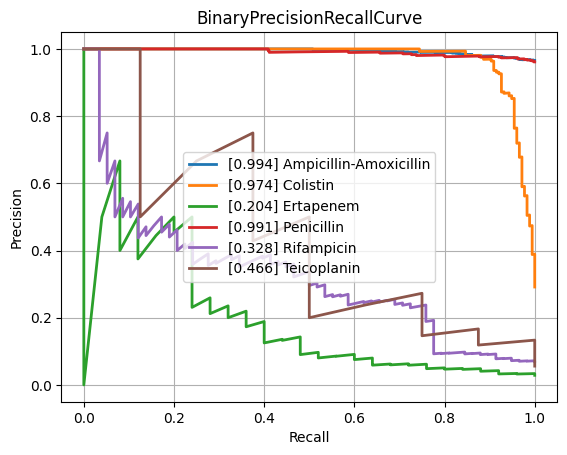 BinaryPrecisionRecallCurve
1.0
0.8
0.6
0.4
0.2
0.0
Precision
[0.994] Ampicillin-Amoxicillin
[0.974] Colistin
[0.204] Ertapenem
[0.991] Penicillin
[0.328] Rifampicin
[0.466] Teicoplanin
0.0 0.2 0.4 0.6 0.8 1.0
Recall